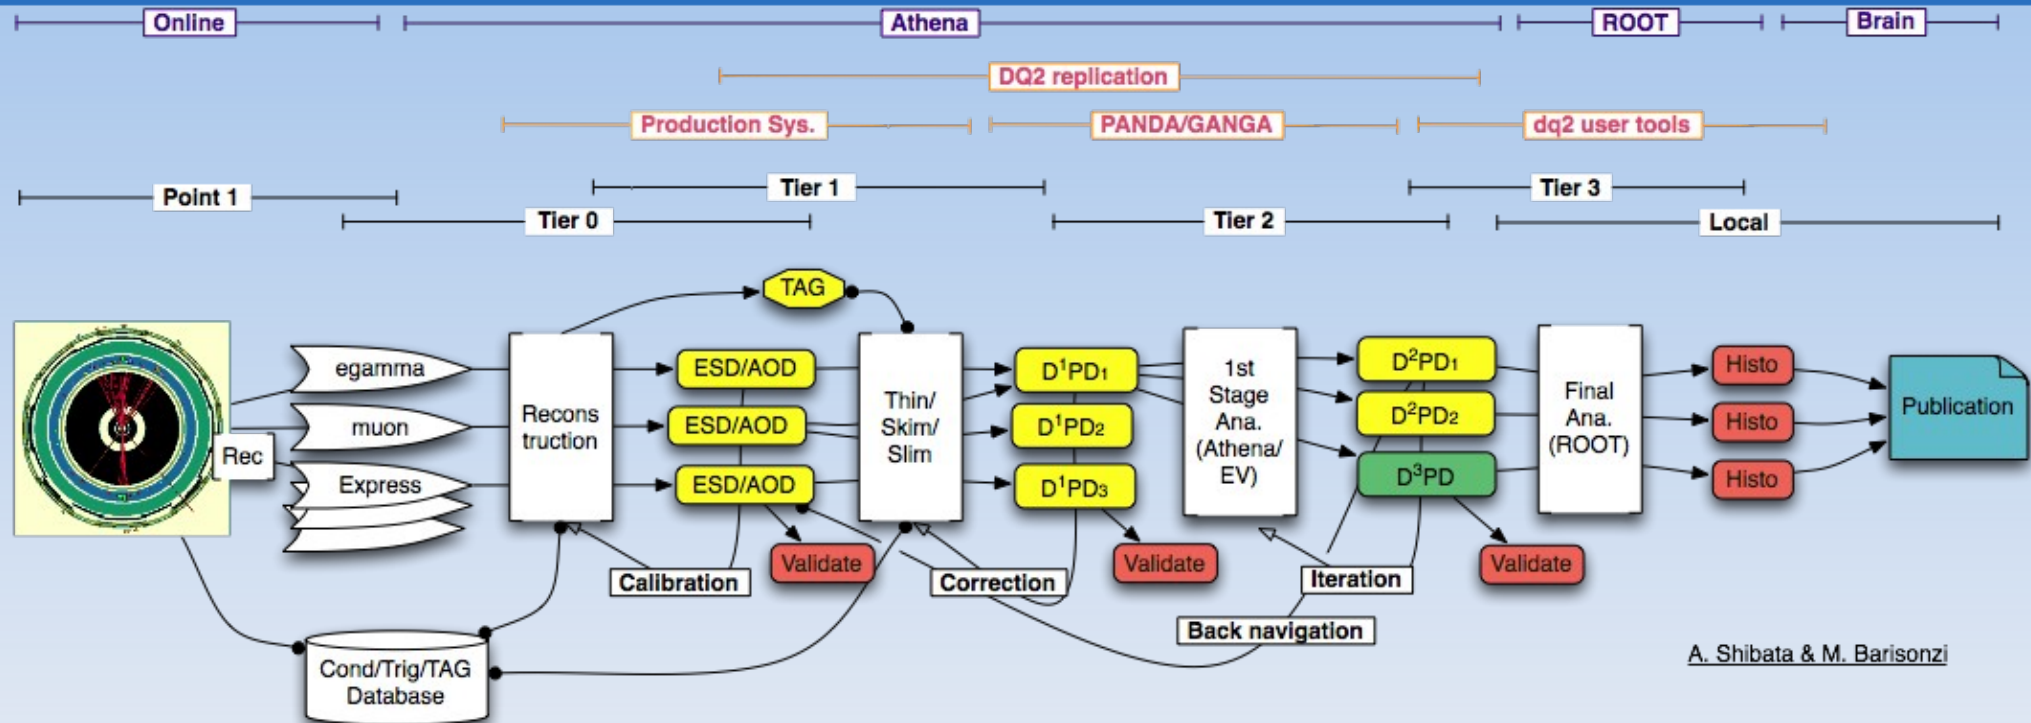 Online
Athena
ROOT
Brain
DQ2 replication
Production Sys.
PANDA/GANGA
dq2 user tools
Point 1
Tier 1
Tier 3
Tier 0
Tier 2
Local
TAG
egamma
muon
Express
Rec
Recons
truction
ESD/AOD
ESD/AOD
ESD/AOD
Validate
Calibration
Thin/
Skim/
Slim
Correction
D¹PD₁
D¹PD₂
D¹PD₃
Validate
1st
Stage
Ana.
(Athena/
EV)
Iteration
Back navigation
D²PD₁
D²PD₂
D³PD
Validate
Final
Ana.
(ROOT)
Histo
Histo
Histo
Publication
Cond/Trig/TAG
Database
A. Shibata & M. Barisonzi